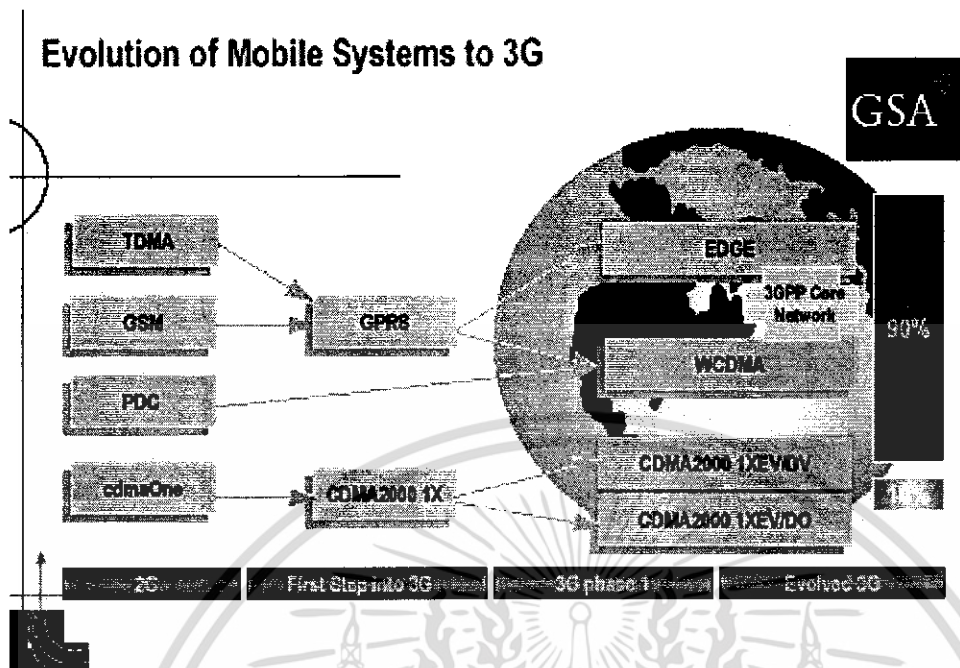 Evolution of Mobile Systems to 3G
GSA
TDMA
EDGE
3GPP Core
Network
GSM
GPRS
90%
WCDMA
PDC
CDMA2000 1XEV/DV
cdmaOne
CDMA2000 1X
10%
CDMA2000 1XEV/DO
2G
First Step into 3G
3G phase 1
Evolved 3G